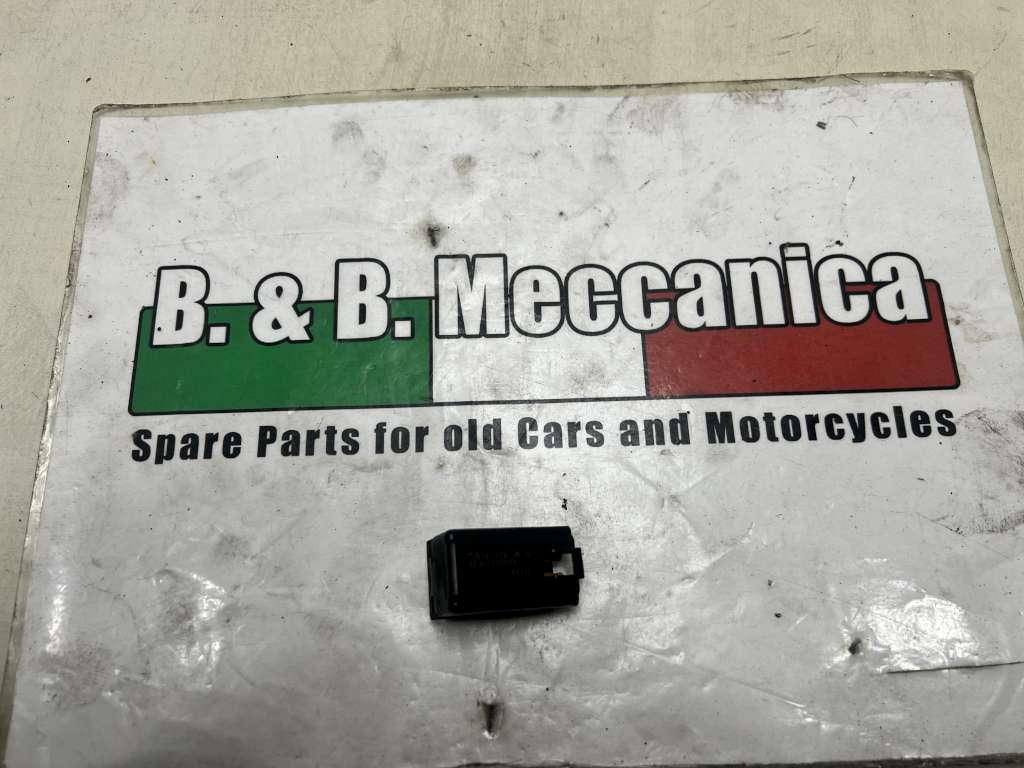 B. & B. Meccanica
Spare Parts for old Cars and Motorcycles